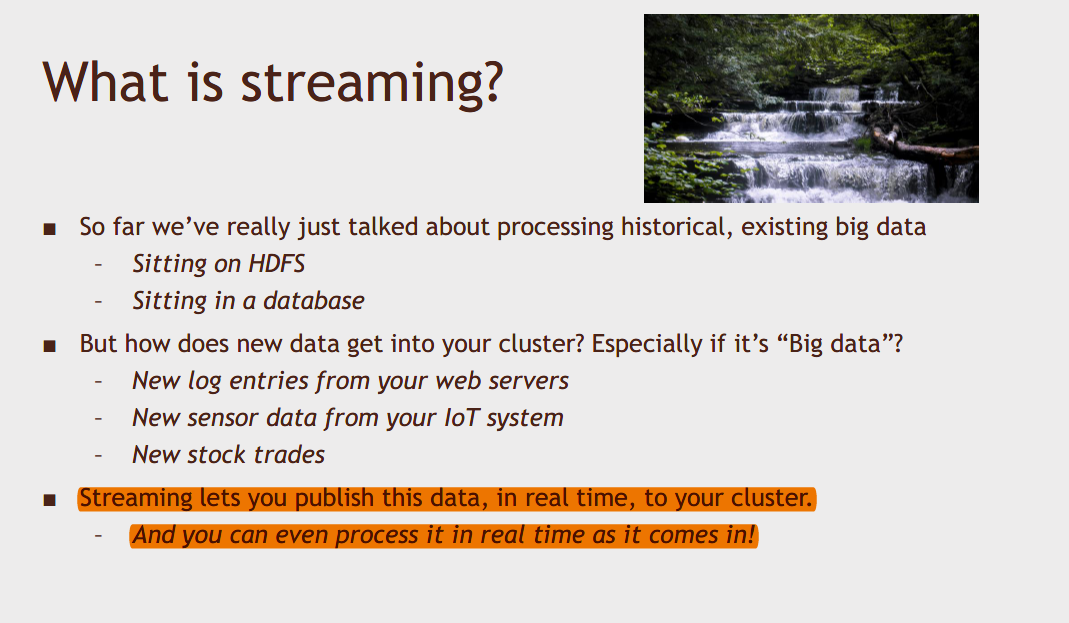 What is streaming?
■ So far we’ve really just talked about processing historical, existing big data
– Sitting on HDFS
– Sitting in a database
■ But how does new data get into your cluster? Especially if it’s “Big data”?
– New log entries from your web servers
– New sensor data from your IoT system
– New stock trades
■ Streaming lets you publish this data, in real time, to your cluster.
– And you can even process it in real time as it comes in!